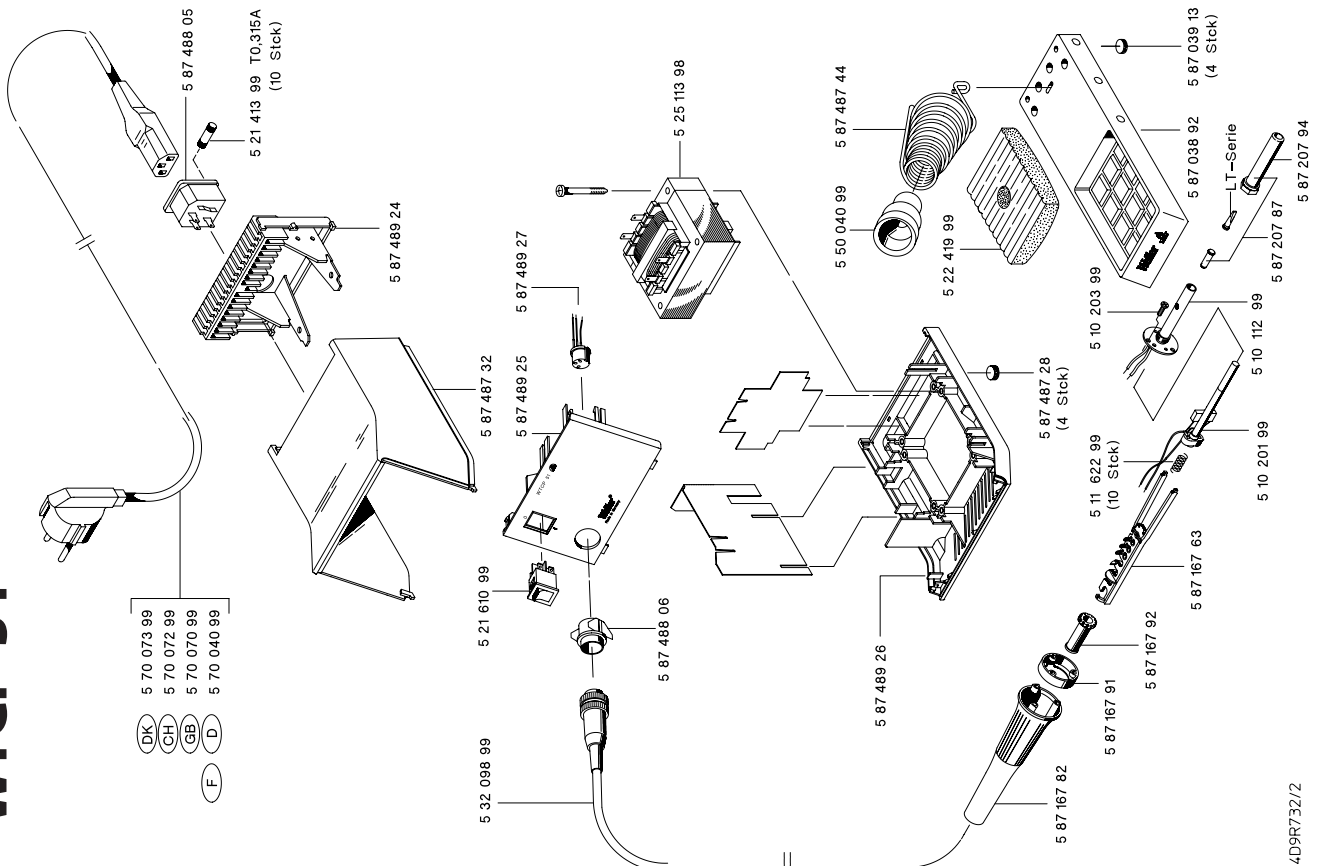 5 87 488 05
5 21 413 99 T0,315A
(10 Stck)
5 87 489 24
5 87 487 32
DK 5 70 073 99
CH 5 70 072 99
GB 5 70 070 99
F D 5 70 040 99
5 25 113 98
5 87 489 27
5 87 489 25
WTCP 51
Weller
5 21 610 99
5 87 488 06
5 32 098 99
5 87 487 28
(4 Stck)
5 87 489 26
5 87 487 44
5 50 040 99
5 22 419 99
5 87 039 13
(4 Stck)
5 87 038 92
Weller
LT-Serie
5 87 207 94
5 87 207 87
5 10 203 99
5 10 112 99
5 11 622 99
(10 Stck)
5 10 201 99
5 87 167 63
5 87 167 92
5 87 167 91
5 87 167 82
4D9R732/2